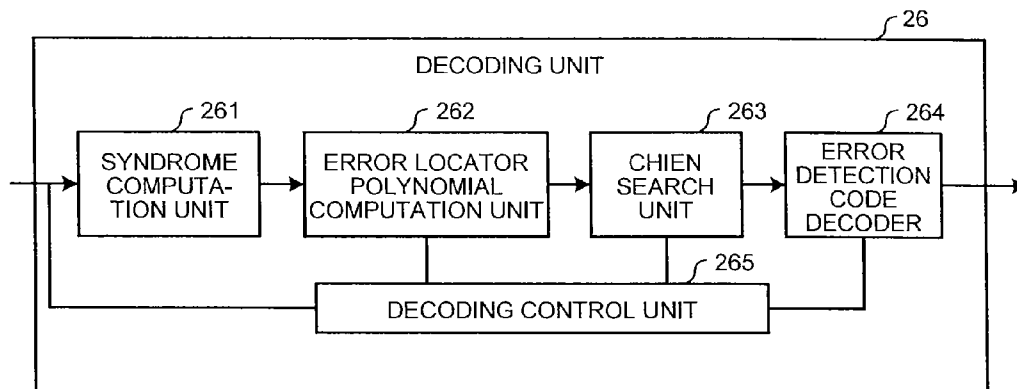 26
DECODING UNIT
261
262
263
264
SYNDROME
COMPUTA-
TION UNIT
ERROR LOCATOR
POLYNOMIAL
COMPUTATION UNIT
CHIEN
SEARCH
UNIT
ERROR
DETECTION
CODE
DECODER
265
DECODING CONTROL UNIT